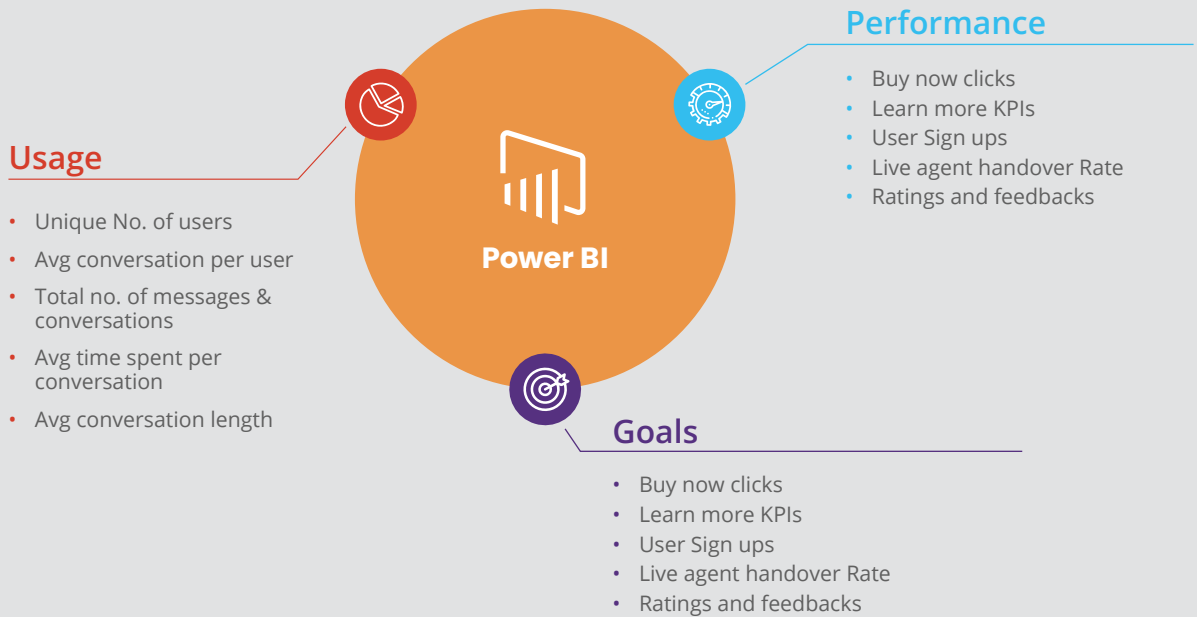 Performance
• Buy now clicks
• Learn more KPIs
• User Sign ups
• Live agent handover Rate
• Ratings and feedbacks
Usage
• Unique No. of users
• Avg conversation per user
• Total no. of messages &
conversations
• Avg time spent per
conversation
• Avg conversation length
Power BI
Goals
• Buy now clicks
• Learn more KPIs
• User Sign ups
• Live agent handover Rate
• Ratings and feedbacks